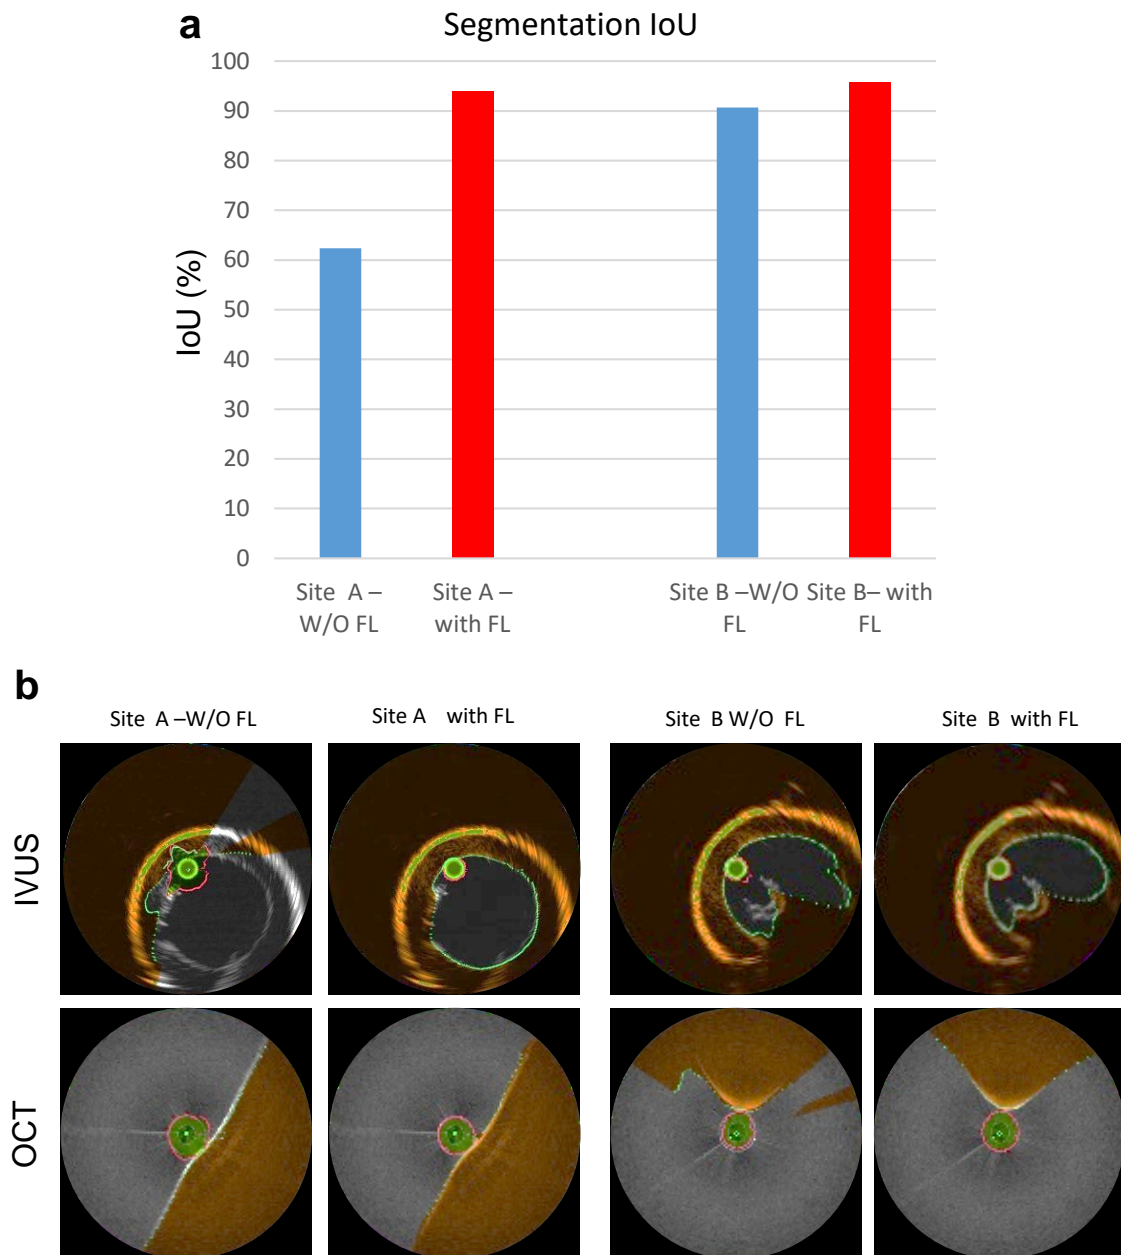 a
Segmentation IoU
100
90
80
70
60
50
40
30
20
10
0
IoU (%)
Site A –
W/O FL
Site A –
with FL
Site B –W/O
FL
Site B– with
FL
b
Site A –W/O FL
Site A with FL
Site B W/O FL
Site B with FL
IVUS
OCT